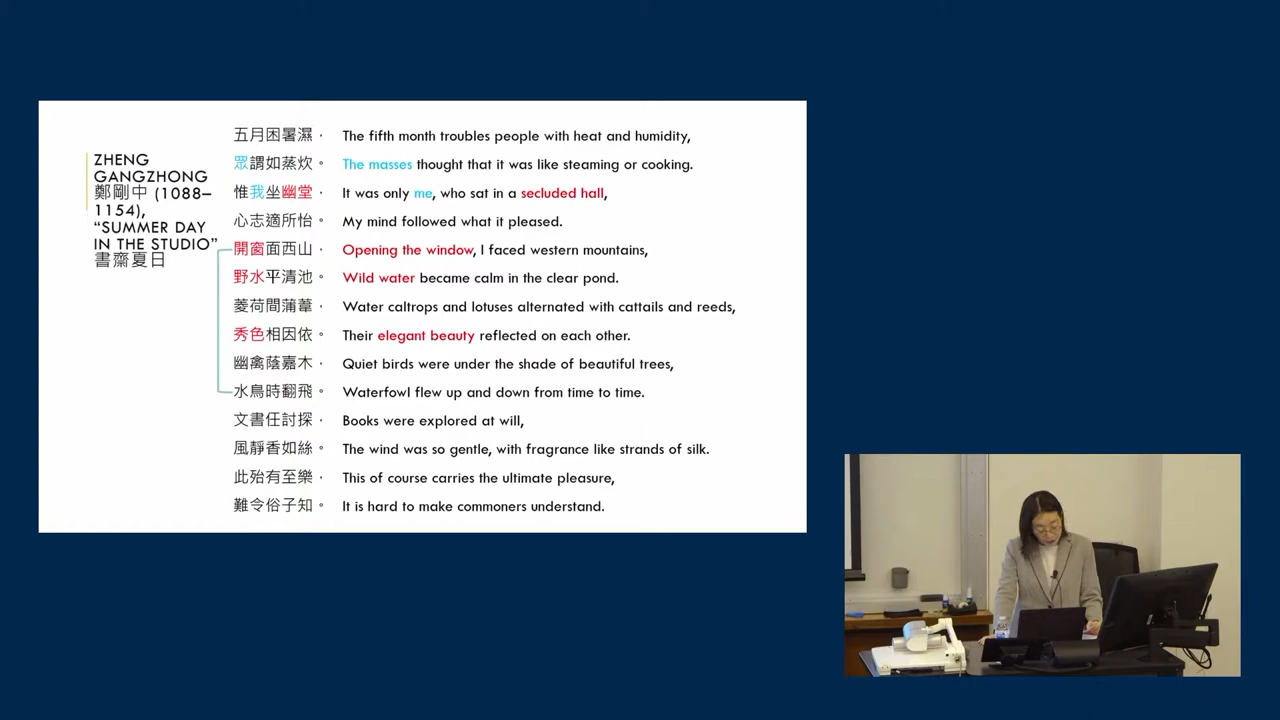 ZHENG
GANGZHONG
鄭剛中 (1088–
1154),
“SUMMER DAY
IN THE STUDIO”
書齋夏日
五月困暑濕， The fifth month troubles people with heat and humidity,
眾謂如蒸炊。 The masses thought that it was like steaming or cooking.
惟我坐幽堂， It was only me, who sat in a secluded hall,
心志適所怡。 My mind followed what it pleased.
開窗面西山， Opening the window, I faced western mountains,
野水平清池。 Wild water became calm in the clear pond.
菱荷間蒲葦， Water caltrops and lotuses alternated with cattails and reeds,
秀色相因依。 Their elegant beauty reflected on each other.
幽禽蔭嘉木， Quiet birds were under the shade of beautiful trees,
水鳥時翻飛。 Waterfowl flew up and down from time to time.
文書任討探， Books were explored at will,
風靜香如絲。 The wind was so gentle, with fragrance like strands of silk.
此殆有至樂， This of course carries the ultimate pleasure,
難令俗子知。 It is hard to make commoners understand.